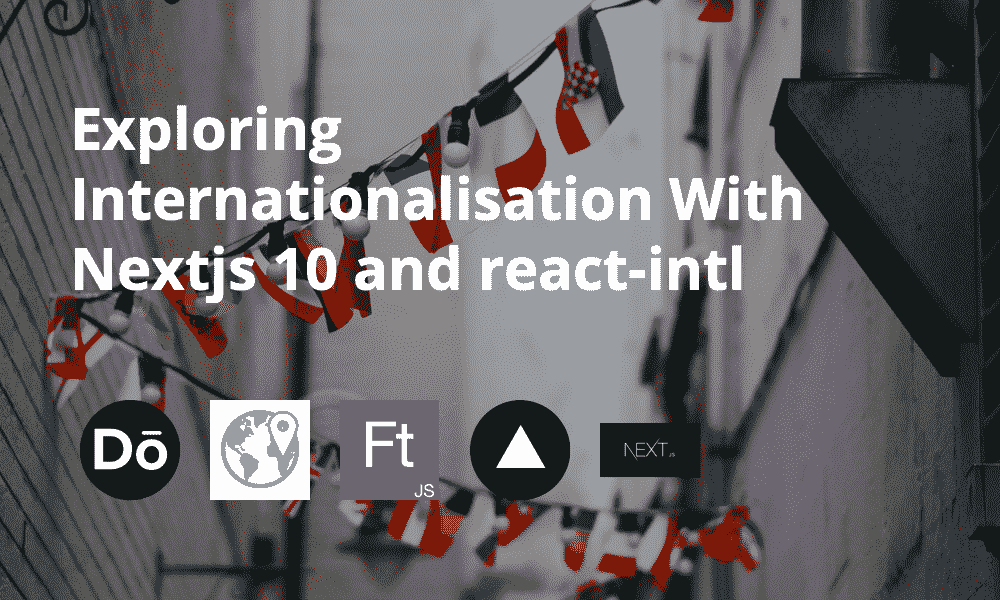 Exploring
Internationalisation With
Nextjs 10 and react-intl
Dō
Ft
JS
NEXT.JS